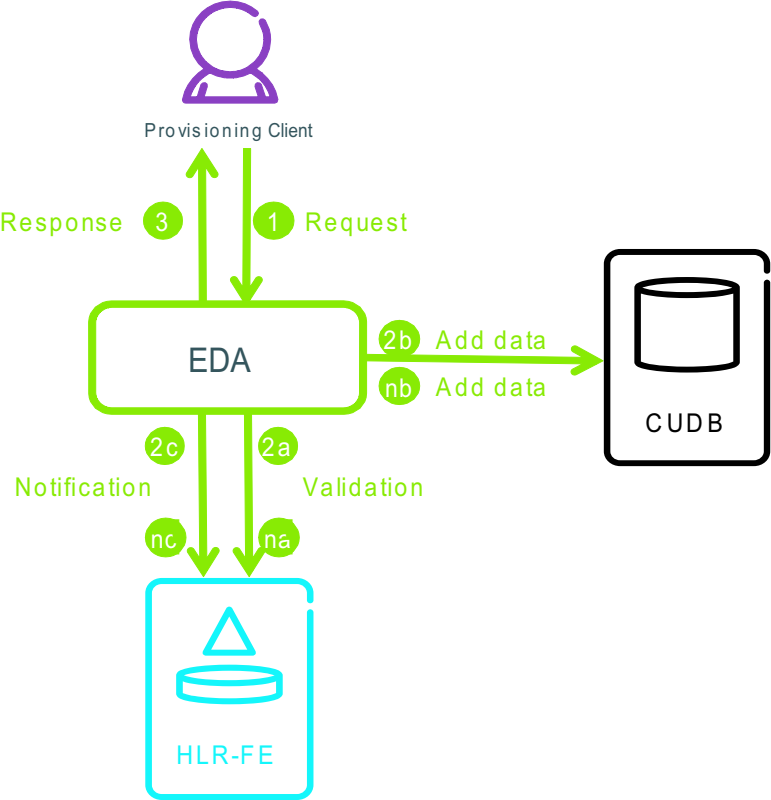 Provisioning Client
Response 3 1 Request
EDA
2b Add data
nb Add data
CUDB
2c 2a
Notification Validation
nc na
HLR-FE